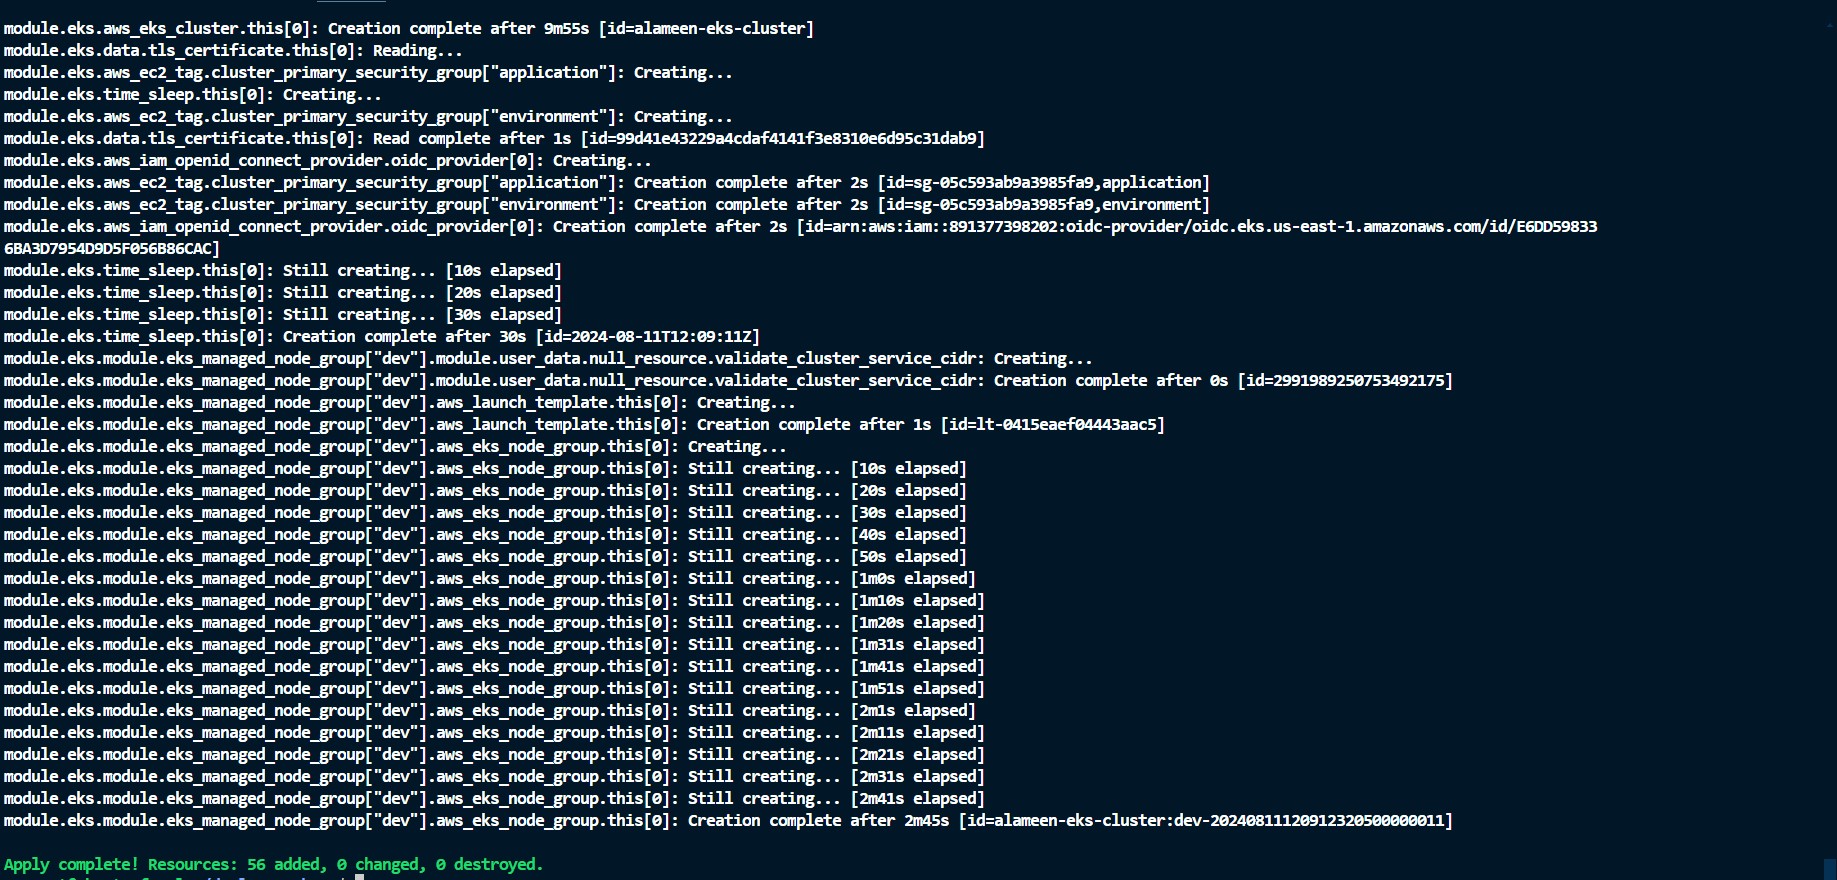 module.eks.aws_eks_cluster.this[0]: Creation complete after 9m55s [id=alameen-eks-cluster]
module.eks.data.tls_certificate.this[0]: Reading...
module.eks.aws_ec2_tag.cluster_primary_security_group["application"]: Creating...
module.eks.time_sleep.this[0]: Creating...
module.eks.aws_ec2_tag.cluster_primary_security_group["environment"]: Creating...
module.eks.data.tls_certificate.this[0]: Read complete after 1s [id=99d41e43229a4cdaf4141f3e8310e6d95c31dab9]
module.eks.aws_iam_openid_connect_provider.oidc_provider[0]: Creating...
module.eks.aws_ec2_tag.cluster_primary_security_group["application"]: Creation complete after 2s [id=sg-05c593ab9a3985fa9,application]
module.eks.aws_ec2_tag.cluster_primary_security_group["environment"]: Creation complete after 2s [id=sg-05c593ab9a3985fa9,environment]
module.eks.aws_iam_openid_connect_provider.oidc_provider[0]: Creation complete after 2s [id=arn:aws:iam::891377398202:oidc-provider/oidc.eks.us-east-1.amazonaws.com/id/E6DD59833
6BA3D7954D9D5F056B86CAC]
module.eks.time_sleep.this[0]: Still creating... [10s elapsed]
module.eks.time_sleep.this[0]: Still creating... [20s elapsed]
module.eks.time_sleep.this[0]: Still creating... [30s elapsed]
module.eks.time_sleep.this[0]: Creation complete after 30s [id=2024-08-11T12:09:11Z]
module.eks.module.eks_managed_node_group["dev"].module.user_data.null_resource.validate_cluster_service_cidr: Creating...
module.eks.module.eks_managed_node_group["dev"].module.user_data.null_resource.validate_cluster_service_cidr: Creation complete after 0s [id=2991989250753492175]
module.eks.module.eks_managed_node_group["dev"].aws_launch_template.this[0]: Creating...
module.eks.module.eks_managed_node_group["dev"].aws_launch_template.this[0]: Creation complete after 1s [id=lt-0415eaef04443aac5]
module.eks.module.eks_managed_node_group["dev"].aws_eks_node_group.this[0]: Creating...
module.eks.module.eks_managed_node_group["dev"].aws_eks_node_group.this[0]: Still creating... [10s elapsed]
module.eks.module.eks_managed_node_group["dev"].aws_eks_node_group.this[0]: Still creating... [20s elapsed]
module.eks.module.eks_managed_node_group["dev"].aws_eks_node_group.this[0]: Still creating... [30s elapsed]
module.eks.module.eks_managed_node_group["dev"].aws_eks_node_group.this[0]: Still creating... [40s elapsed]
module.eks.module.eks_managed_node_group["dev"].aws_eks_node_group.this[0]: Still creating... [50s elapsed]
module.eks.module.eks_managed_node_group["dev"].aws_eks_node_group.this[0]: Still creating... [1m0s elapsed]
module.eks.module.eks_managed_node_group["dev"].aws_eks_node_group.this[0]: Still creating... [1m10s elapsed]
module.eks.module.eks_managed_node_group["dev"].aws_eks_node_group.this[0]: Still creating... [1m20s elapsed]
module.eks.module.eks_managed_node_group["dev"].aws_eks_node_group.this[0]: Still creating... [1m31s elapsed]
module.eks.module.eks_managed_node_group["dev"].aws_eks_node_group.this[0]: Still creating... [1m41s elapsed]
module.eks.module.eks_managed_node_group["dev"].aws_eks_node_group.this[0]: Still creating... [1m51s elapsed]
module.eks.module.eks_managed_node_group["dev"].aws_eks_node_group.this[0]: Still creating... [2m1s elapsed]
module.eks.module.eks_managed_node_group["dev"].aws_eks_node_group.this[0]: Still creating... [2m11s elapsed]
module.eks.module.eks_managed_node_group["dev"].aws_eks_node_group.this[0]: Still creating... [2m21s elapsed]
module.eks.module.eks_managed_node_group["dev"].aws_eks_node_group.this[0]: Still creating... [2m31s elapsed]
module.eks.module.eks_managed_node_group["dev"].aws_eks_node_group.this[0]: Still creating... [2m41s elapsed]
module.eks.module.eks_managed_node_group["dev"].aws_eks_node_group.this[0]: Creation complete after 2m45s [id=alameen-eks-cluster:dev-20240811120912320500000011]
Apply complete! Resources: 56 added, 0 changed, 0 destroyed.